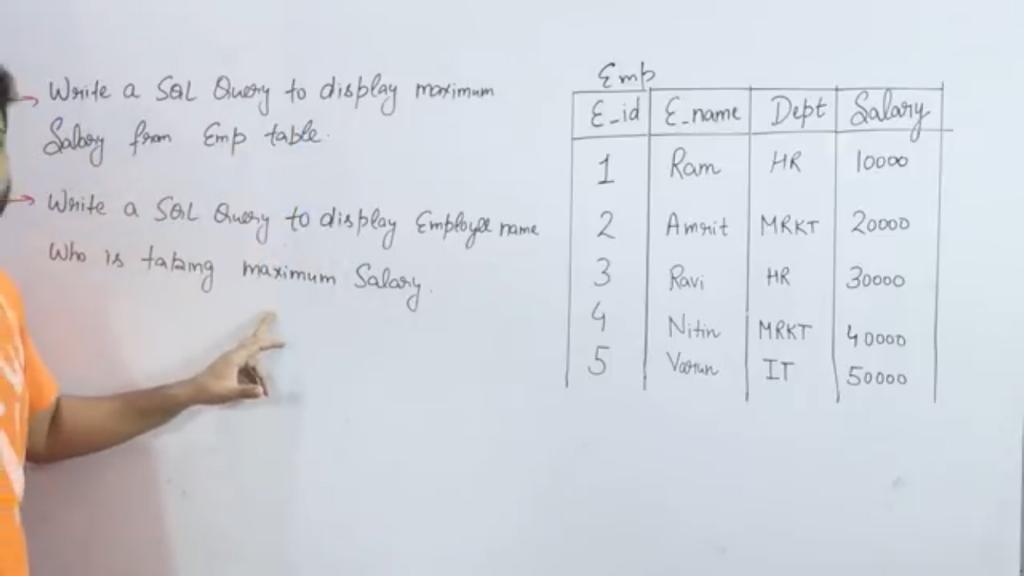 Write a SQL Query to display maximum
Salary from Emp table.
Write a SQL Query to display Employee name
Who is taking maximum Salary.
Emp
E_id E_name Dept Salary
1 Ram HR 10000
2 Amrit MRKT 20000
3 Ravi HR 30000
4 Nitin MRKT 40000
5 Varun IT 50000